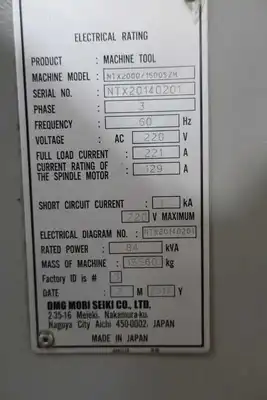 ELECTRICAL RATING
PRODUCT : MACHINE TOOL
MACHINE MODEL : NTX2000/1500SZM
SERIAL NO. : NTX20140201
PHASE : 3
FREQUENCY : 60 Hz
VOLTAGE : AC 220 V
FULL LOAD CURRENT : 221 A
CURRENT RATING OF THE SPINDLE MOTOR : 129 A
SHORT CIRCUIT CURRENT : kA
220 V MAXIMUM
ELECTRICAL DIAGRAM NO. : NTX20140201
RATED POWER : 84 kVA
MASS OF MACHINE : kg
Factory ID is #
DATE : M Y
DMG MORI SEIKI CO., LTD.
2-35-16 Meieki, Nakamura-ku,
Nagoya City Aichi 450-0002, JAPAN
MADE IN JAPAN